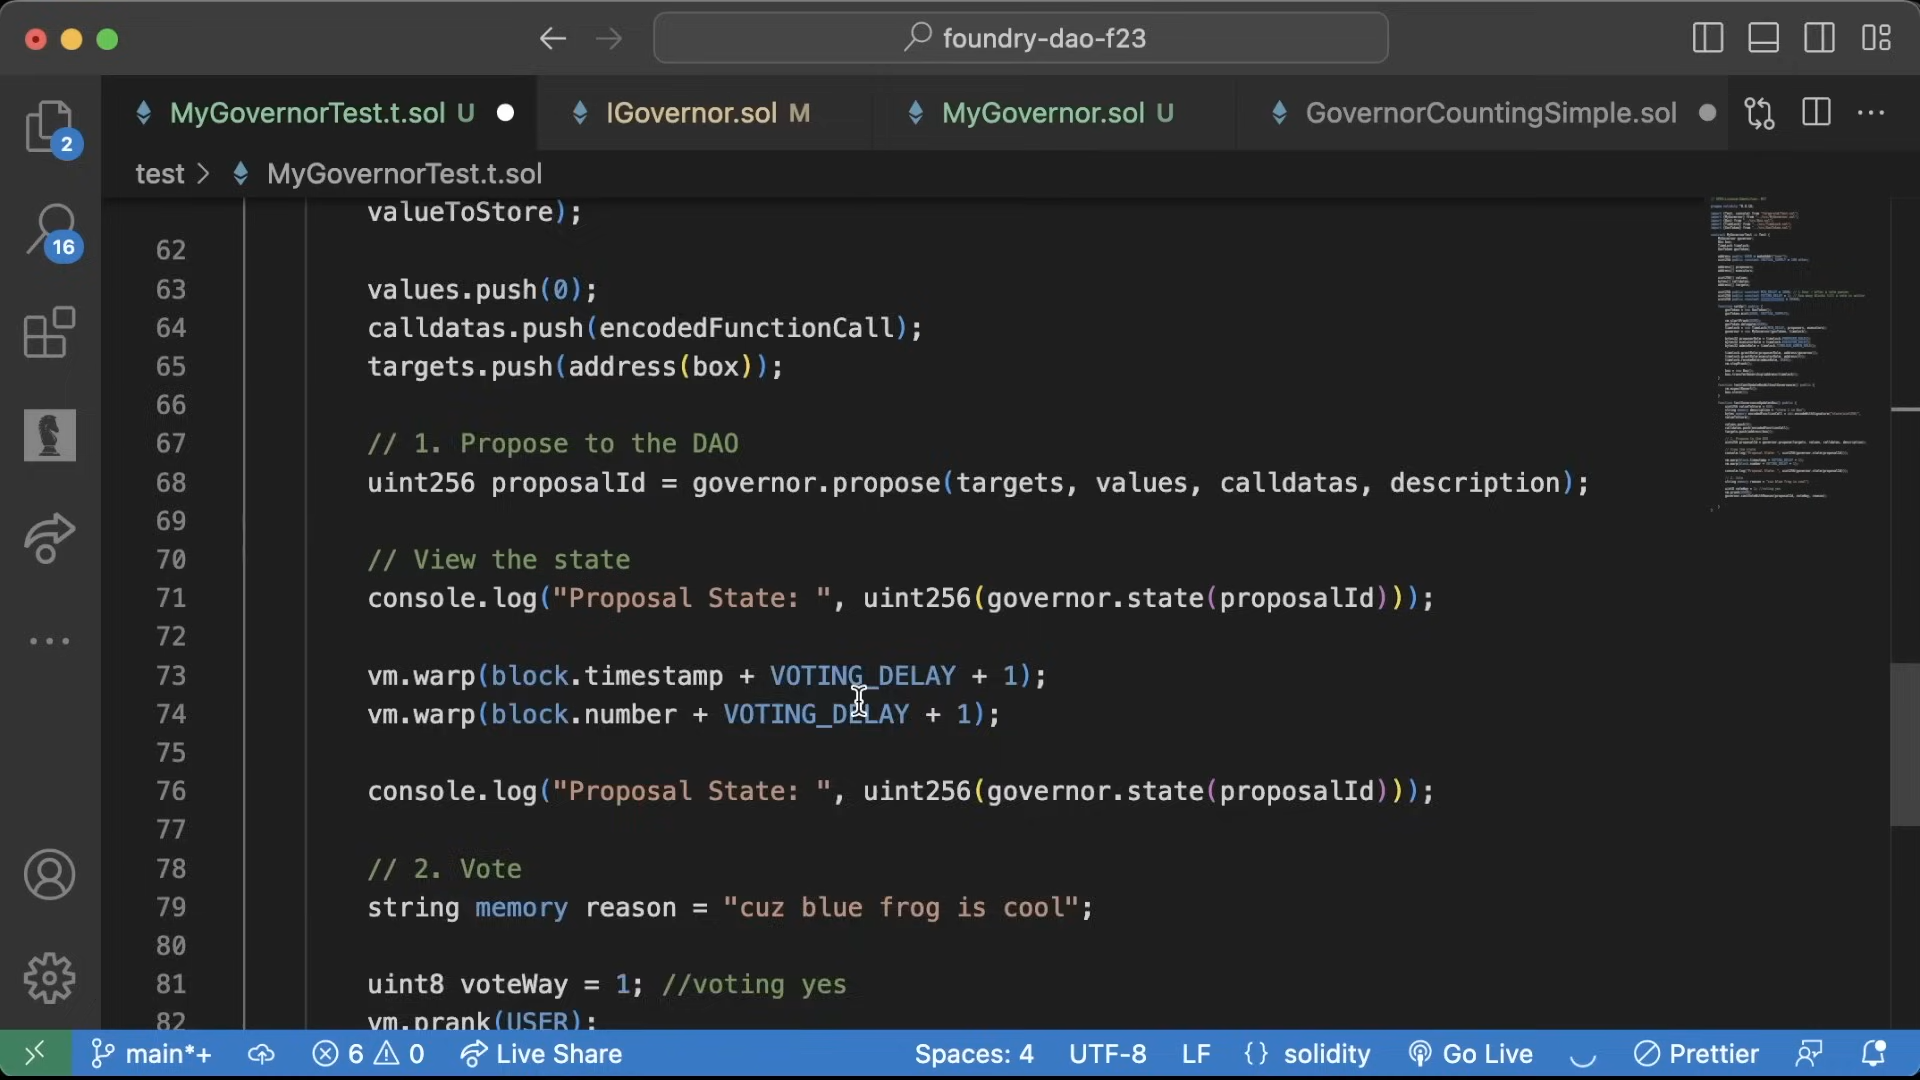 foundry-dao-f23
MyGovernorTest.t.sol U
IGovernor.sol M
MyGovernor.sol U
GovernorCountingSimple.sol
test > MyGovernorTest.t.sol
2
16
valueToStore);
62
63 values.push(0);
64 calldatas.push(encodedFunctionCall);
65 targets.push(address(box));
66
67 // 1. Propose to the DAO
68 uint256 proposalId = governor.propose(targets, values, calldatas, description);
69
70 // View the state
71 console.log("Proposal State: ", uint256(governor.state(proposalId)));
72
73 vm.warp(block.timestamp + VOTING_DELAY + 1);
74 vm.warp(block.number + VOTING_DELAY + 1);
75
76 console.log("Proposal State: ", uint256(governor.state(proposalId)));
77
78 // 2. Vote
79 string memory reason = "cuz blue frog is cool";
80
81 uint8 voteWay = 1; //voting yes
82 vm.prank(USER);
main*+ 6 0 Live Share Spaces: 4 UTF-8 LF {} solidity Go Live Prettier